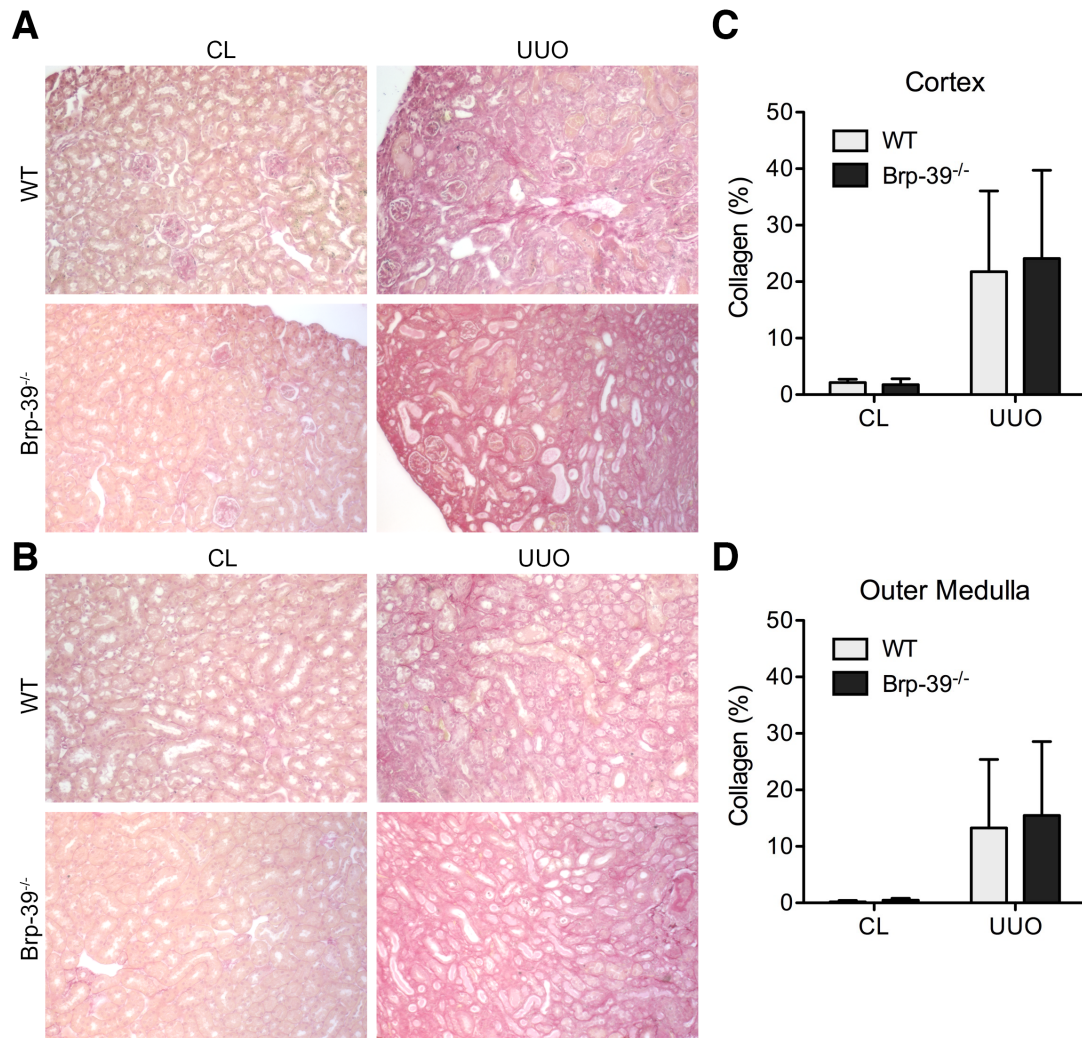 A
CL UUO
WT
Brp-39-/-
B
CL UUO
WT
Brp-39-/-
C
Cortex
50
40
30
20
10
0
Collagen (%)
WT
Brp-39-/-
CL UUO
D
Outer Medulla
50
40
30
20
10
0
Collagen (%)
WT
Brp-39-/-
CL UUO